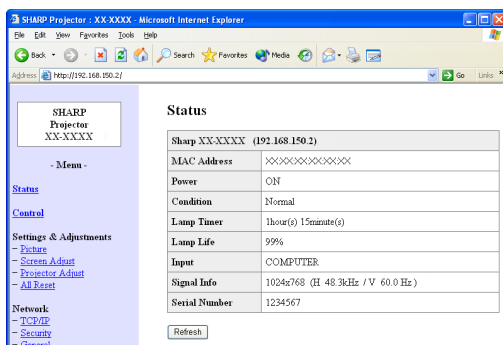 SHARP Projector : XX-XXXX - Microsoft Internet Explorer
File Edit View Favorites Tools Help
Back Search Favorites Media
Address http://192.168.150.2/ Go Links
SHARP
Projector
XX-XXXX
- Menu -
Status
Control
Settings & Adjustments
– Picture
– Screen Adjust
– Projector Adjust
– All Reset
Network
– TCP/IP
– Security
– General
Status
Sharp XX-XXXX (192.168.150.2)
MAC Address XXXXXXXXXXXX
Power ON
Condition Normal
Lamp Timer 1hour(s) 15minute(s)
Lamp Life 99%
Input COMPUTER
Signal Info 1024x768 (H 48.3kHz / V 60.0 Hz )
Serial Number 1234567
Refresh